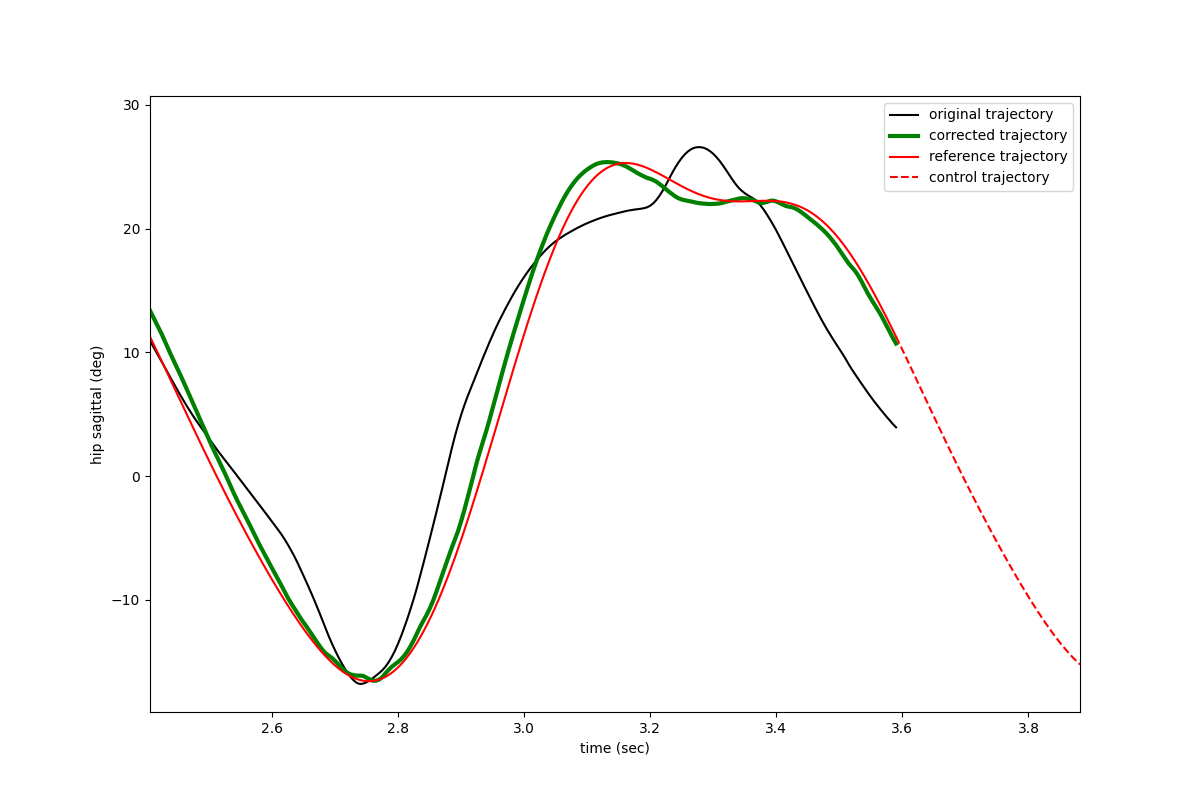 30
20
10
0
−10
hip sagittal (deg)
2.6
2.8
3.0
3.2
3.4
3.6
3.8
time (sec)
original trajectory
corrected trajectory
reference trajectory
control trajectory